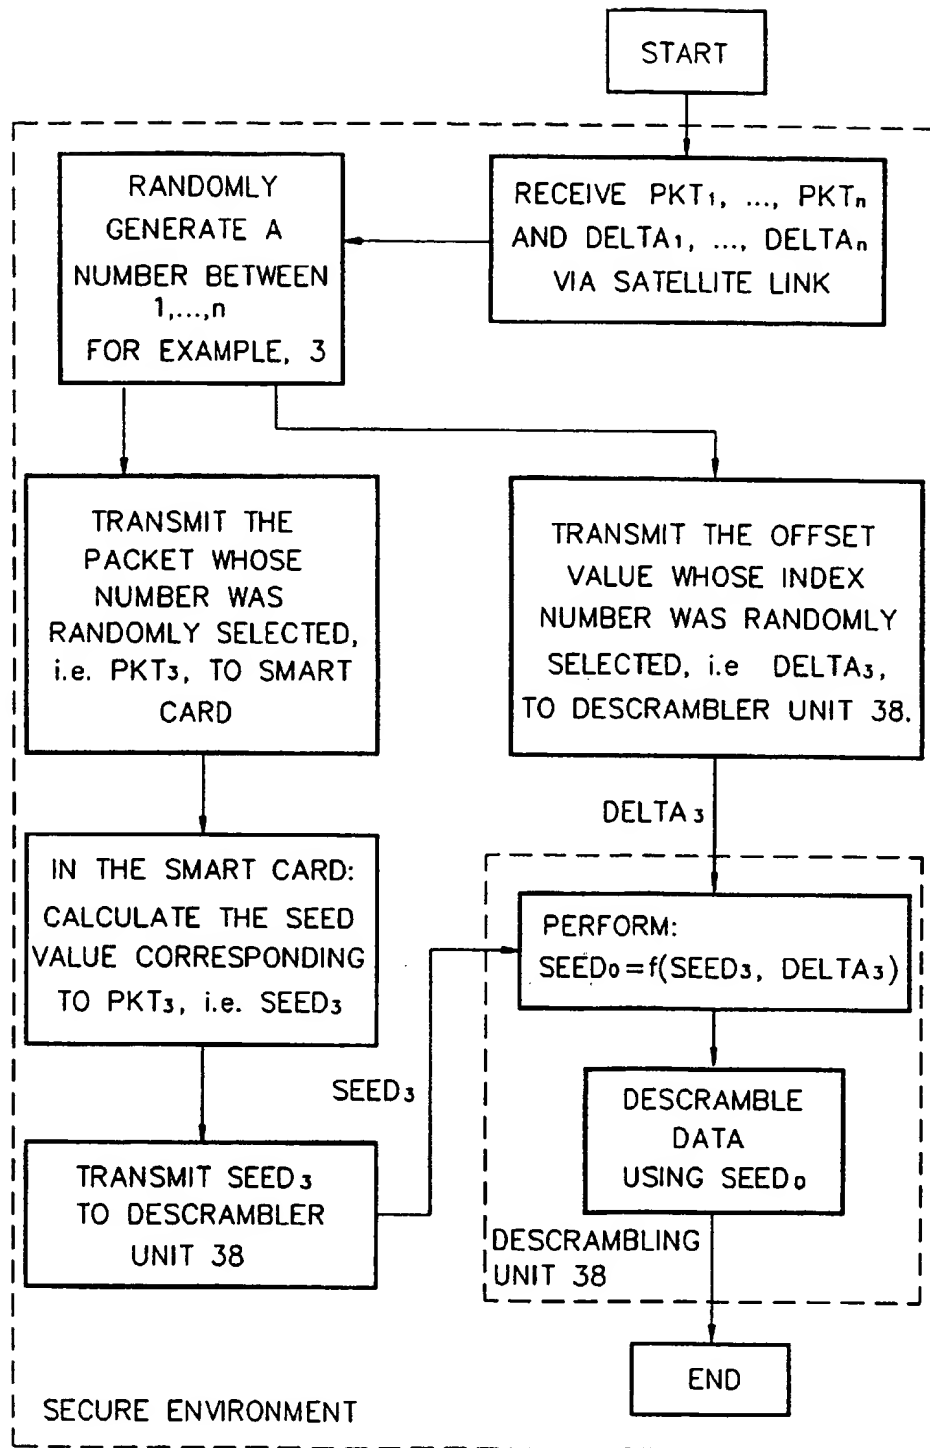 START
RECEIVE PKT₁, ..., PKTₙ
AND DELTA₁, ..., DELTAₙ
VIA SATELLITE LINK
RANDOMLY
GENERATE A
NUMBER BETWEEN
1,...,n
FOR EXAMPLE, 3
TRANSMIT THE
PACKET WHOSE
NUMBER WAS
RANDOMLY SELECTED,
i.e. PKT₃, TO SMART
CARD
TRANSMIT THE OFFSET
VALUE WHOSE INDEX
NUMBER WAS RANDOMLY
SELECTED, i.e DELTA₃,
TO DESCRAMBLER UNIT 38.
DELTA₃
IN THE SMART CARD:
CALCULATE THE SEED
VALUE CORRESPONDING
TO PKT₃, i.e. SEED₃
PERFORM:
SEED₀=f(SEED₃, DELTA₃)
SEED₃
TRANSMIT SEED₃
TO DESCRAMBLER
UNIT 38
DESCRAMBLE
DATA
USING SEED₀
DESCRAMBLING
UNIT 38
END
SECURE ENVIRONMENT